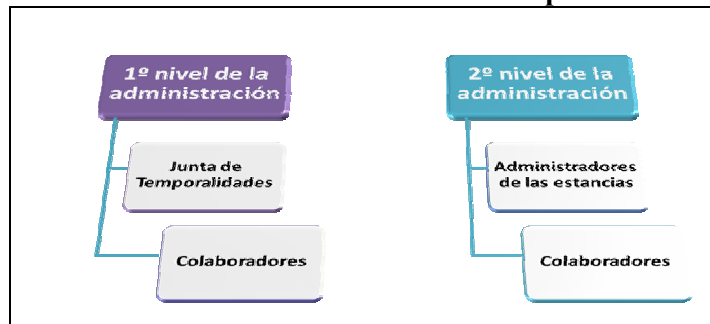 1º nivel de la
administración
Junta de
Temporalidades
Colaboradores
2º nivel de la
administración
Administradores
de las estancias
Colaboradores